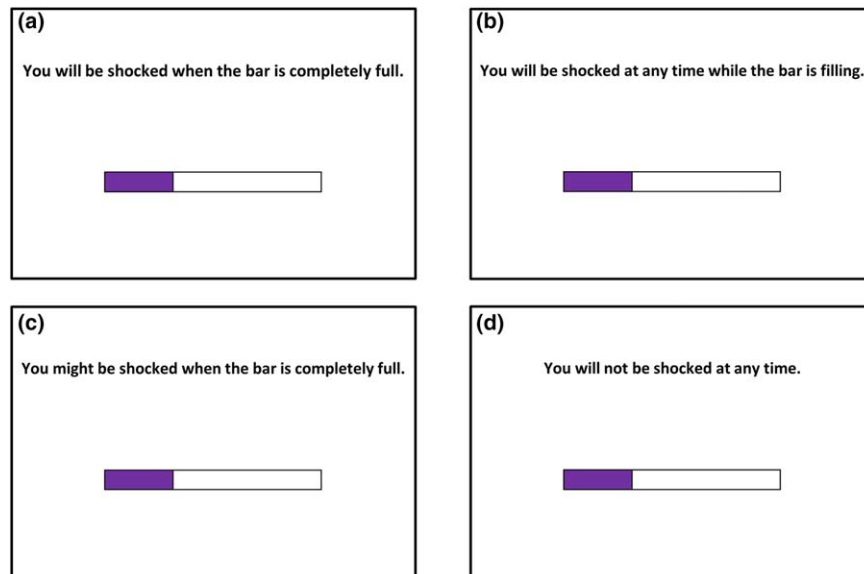 (a)
You will be shocked when the bar is completely full.
(b)
You will be shocked at any time while the bar is filling.
(c)
You might be shocked when the bar is completely full.
(d)
You will not be shocked at any time.